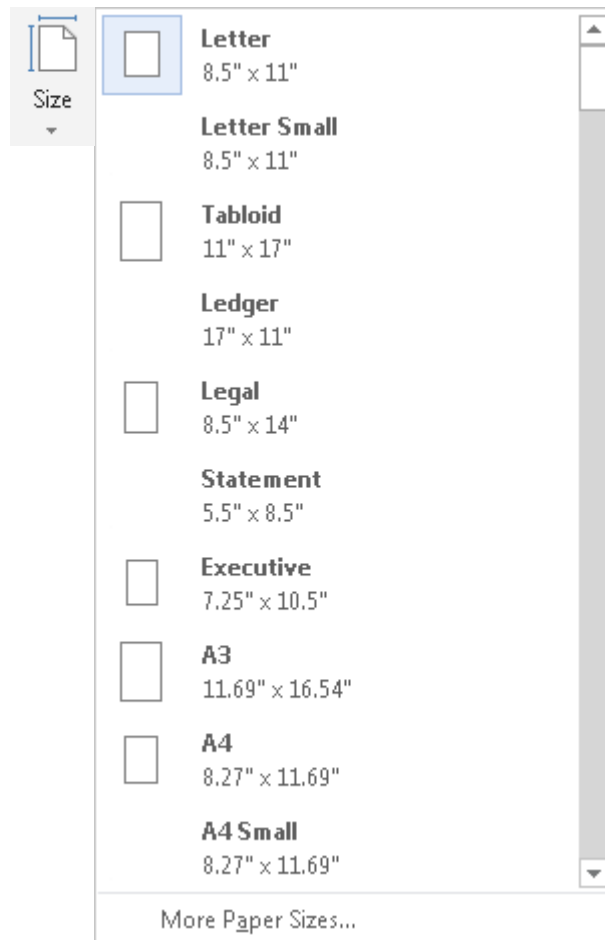 Size
Letter
8.5" x 11"
Letter Small
8.5" x 11"
Tabloid
11" x 17"
Ledger
17" x 11"
Legal
8.5" x 14"
Statement
5.5" x 8.5"
Executive
7.25" x 10.5"
A3
11.69" x 16.54"
A4
8.27" x 11.69"
A4 Small
8.27" x 11.69"
More Paper Sizes...